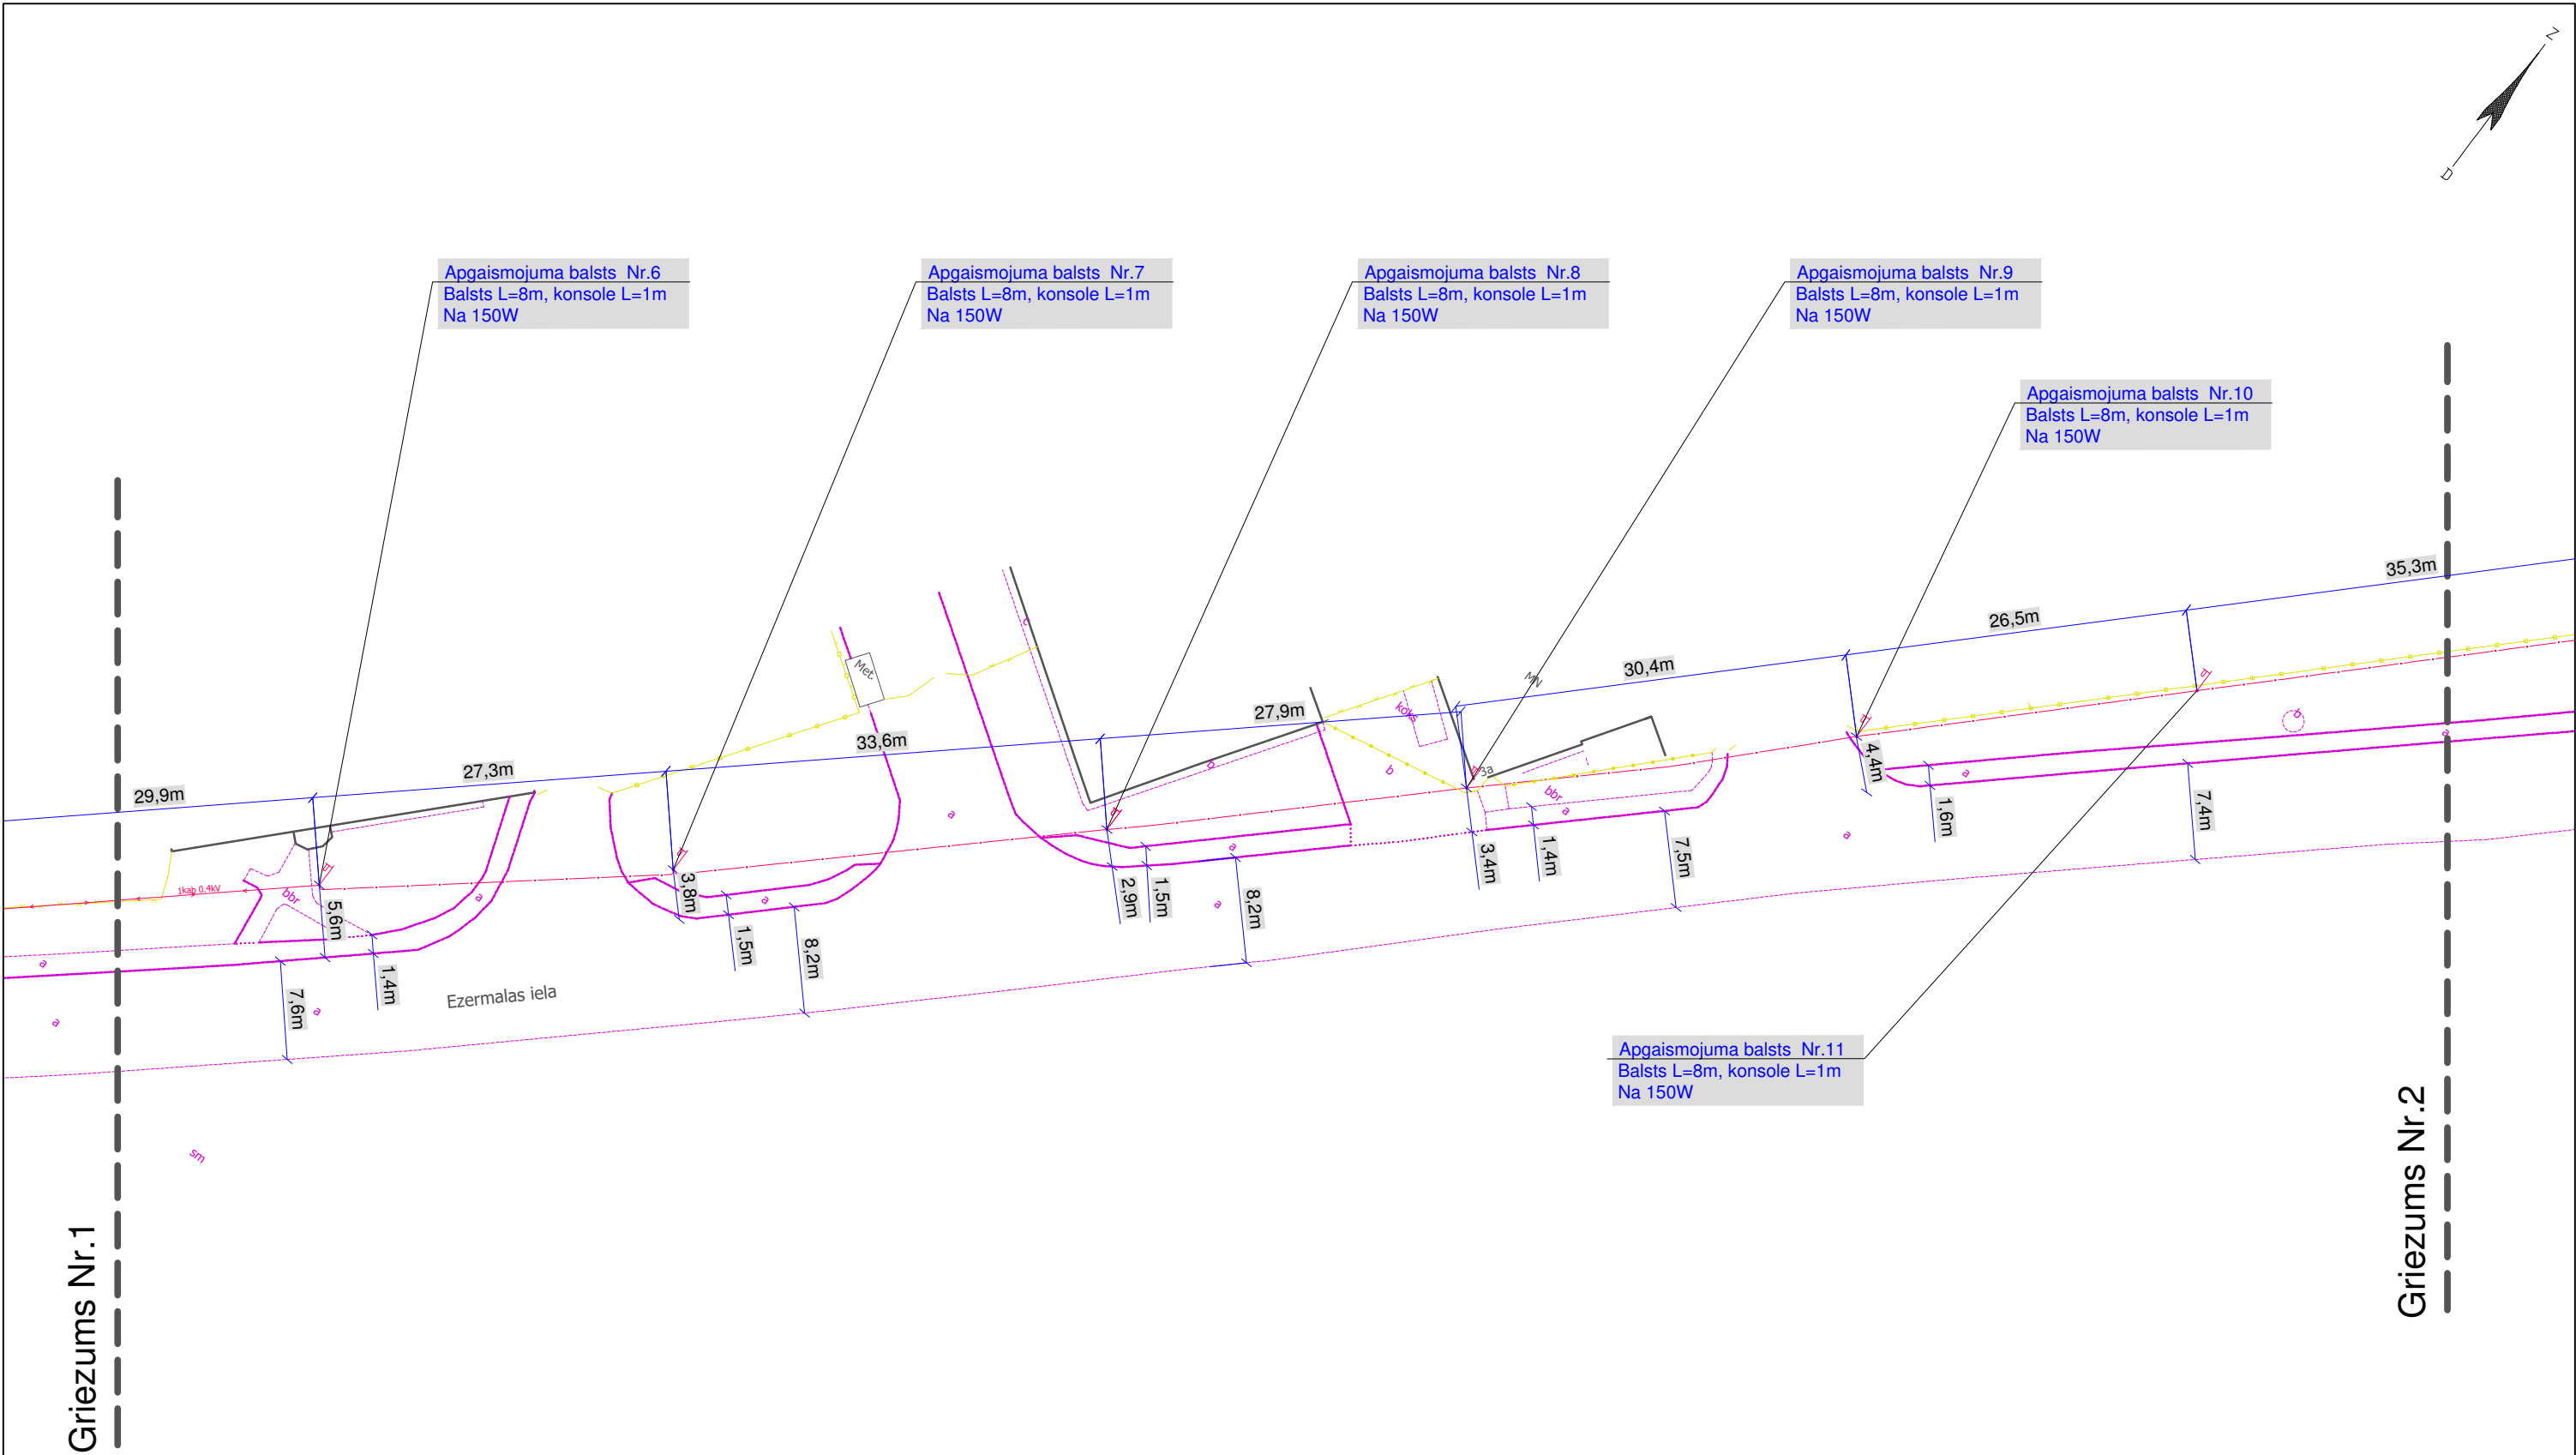 Z
D
Apgaismojuma balsts Nr.6
Balsts L=8m, konsole L=1m
Na 150W
Apgaismojuma balsts Nr.7
Balsts L=8m, konsole L=1m
Na 150W
Apgaismojuma balsts Nr.8
Balsts L=8m, konsole L=1m
Na 150W
Apgaismojuma balsts Nr.9
Balsts L=8m, konsole L=1m
Na 150W
Apgaismojuma balsts Nr.10
Balsts L=8m, konsole L=1m
Na 150W
35,3m
26,5m
30,4m
27,9m
33,6m
27,3m
29,9m
Met.
c
koks
MV
3a
b
b
b
bbr
a
a
a
a
1kab 0.4kV
bbr
a
a
a
a
a
a
a
a
5,6m
1,4m
7,6m
3,8m
1,5m
8,2m
2,9m
1,5m
8,2m
3,4m
1,4m
7,5m
4,4m
1,6m
7,4m
Ezermalas iela
sm
Apgaismojuma balsts Nr.11
Balsts L=8m, konsole L=1m
Na 150W
Griezums Nr.1
Griezums Nr.2